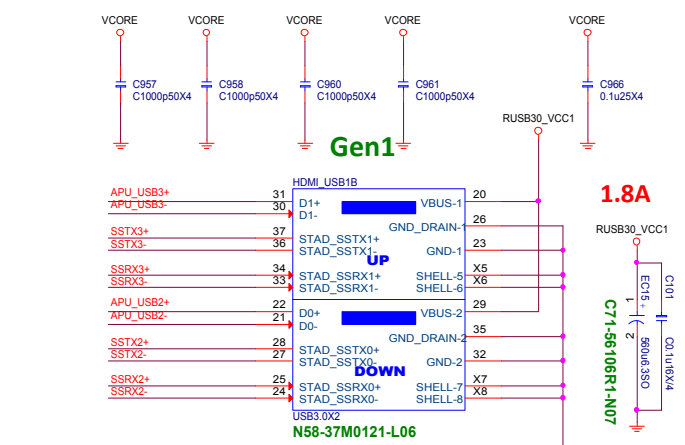 VCORE VCORE VCORE VCORE VCORE
C957 C958 C960 C961 C966
C1000p50X4 C1000p50X4 C1000p50X4 C1000p50X4 0.1u25X4
RUSB30_VCC1
Gen1
HDMI_USB1B
1.8A
APU_USB3+ 31 D1+ VBUS-1 20
APU_USB3- 30 D1-
GND_DRAIN-1 26
SSTX3+ 37 STAD_SSTX1+
SSTX3- 36 STAD_SSTX1- GND-1 23
UP
SSRX3+ 34 STAD_SSRX1+ SHELL-5 X5
SSRX3- 33 STAD_SSRX1- SHELL-6 X6
APU_USB2+ 22 D0+ VBUS-2 29
APU_USB2- 21 D0-
GND_DRAIN-2 35
SSTX2+ 28 STAD_SSTX0+
SSTX2- 27 STAD_SSTX0- GND-2 32
DOWN
SSRX2+ 25 STAD_SSRX0+ SHELL-7 X7
SSRX2- 24 STAD_SSRX0- SHELL-8 X8
USB3.0X2
N58-37M0121-L06
RUSB30_VCC1
C101
C0.1u16X/4
EC15 + 1 2
560u6.3SO
C71-56106R1-N07